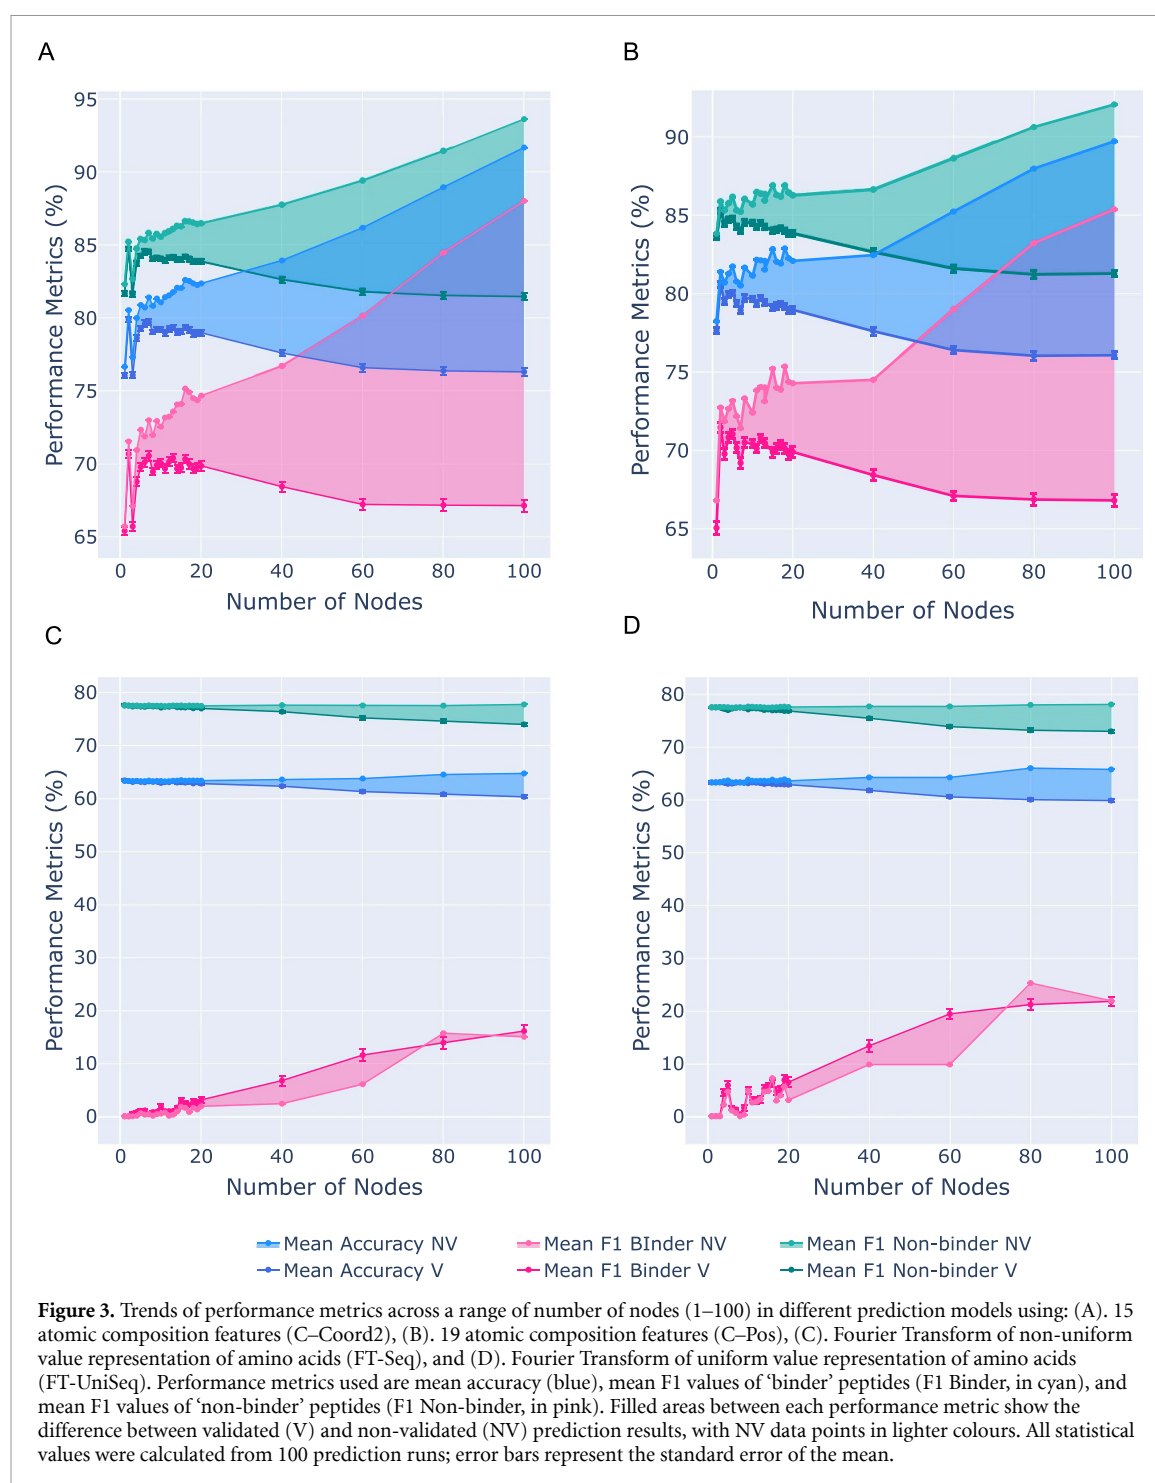 A
B
Performance Metrics (%)
95
90
85
80
75
70
65
0 20 40 60 80 100
Number of Nodes
Performance Metrics (%)
90
85
80
75
70
65
0 20 40 60 80 100
Number of Nodes
C
D
Performance Metrics (%)
80
70
60
50
40
30
20
10
0
0 20 40 60 80 100
Number of Nodes
Performance Metrics (%)
80
70
60
50
40
30
20
10
0
0 20 40 60 80 100
Number of Nodes
Mean Accuracy NV Mean F1 BInder NV Mean F1 Non-binder NV
Mean Accuracy V Mean F1 Binder V Mean F1 Non-binder V
Figure 3. Trends of performance metrics across a range of number of nodes (1–100) in different prediction models using: (A). 15
atomic composition features (C–Coord2), (B). 19 atomic composition features (C–Pos), (C). Fourier Transform of non-uniform
value representation of amino acids (FT-Seq), and (D). Fourier Transform of uniform value representation of amino acids
(FT-UniSeq). Performance metrics used are mean accuracy (blue), mean F1 values of ‘binder’ peptides (F1 Binder, in cyan), and
mean F1 values of ‘non-binder’ peptides (F1 Non-binder, in pink). Filled areas between each performance metric show the
difference between validated (V) and non-validated (NV) prediction results, with NV data points in lighter colours. All statistical
values were calculated from 100 prediction runs; error bars represent the standard error of the mean.